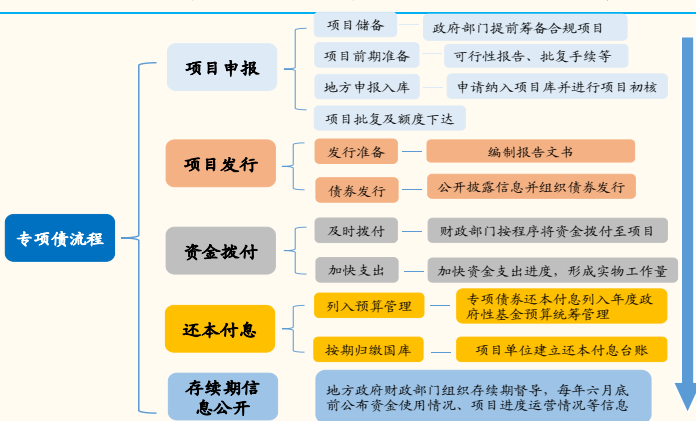 项目储备
政府部门提前筹备合规项目
项目申报
项目前期准备
可行性报告、批复手续等
地方申报入库
申请纳入项目库并进行项目初核
项目批复及额度下达
项目发行
发行准备
编制报告文书
债券发行
公开披露信息并组织债券发行
专项债流程
资金拨付
及时拨付
财政部门按程序将资金拨付至项目
加快支出
加快资金支出进度，形成实物工作量
还本付息
列入预算管理
专项债券还本付息列入年度政
府性基金预算统筹管理
按期归缴国库
项目单位建立还本付息台账
存续期信
息公开
地方政府财政部门组织存续期督导，每年六月底
前公布资金使用情况、项目进度运营情况等信息